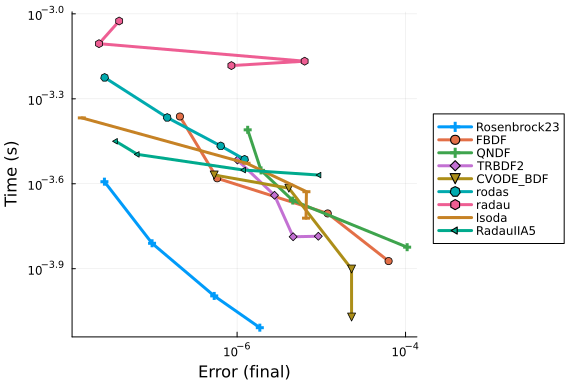 10⁻³·⁰
10⁻³·³
10⁻³·⁶
10⁻³·⁹
Time (s)
10⁻⁶
10⁻⁴
Error (final)
Rosenbrock23
FBDF
QNDF
TRBDF2
CVODE_BDF
rodas
radau
lsoda
RadauIIA5